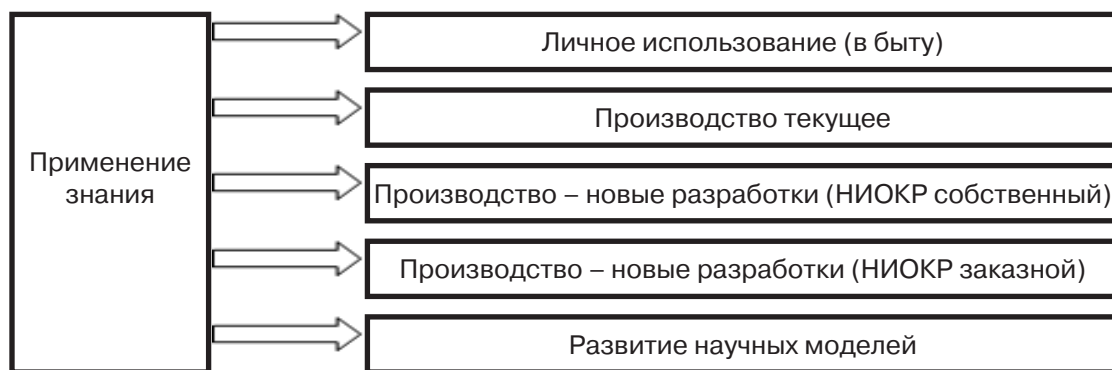 Применение
знания
Личное использование (в быту)
Производство текущее
Производство – новые разработки (НИОКР собственный)
Производство – новые разработки (НИОКР заказной)
Развитие научных моделей